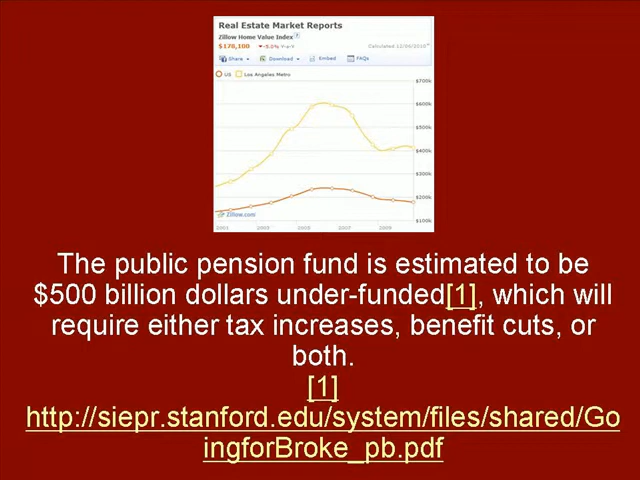 Real Estate Market Reports
Zillow Home Value Index
$178,100 -5.0% Y-o-Y
Share Download Embed FAQs
US Los Angeles Metro
$700k
$600k
$500k
$400k
$300k
$200k
$100k
Zillow.com
2001
The public pension fund is estimated to be
$500 billion dollars under-funded[1], which will
require either tax increases, benefit cuts, or
both.
[1]
http://siepr.stanford.edu/system/files/shared/Go
ingforBroke_pb.pdf